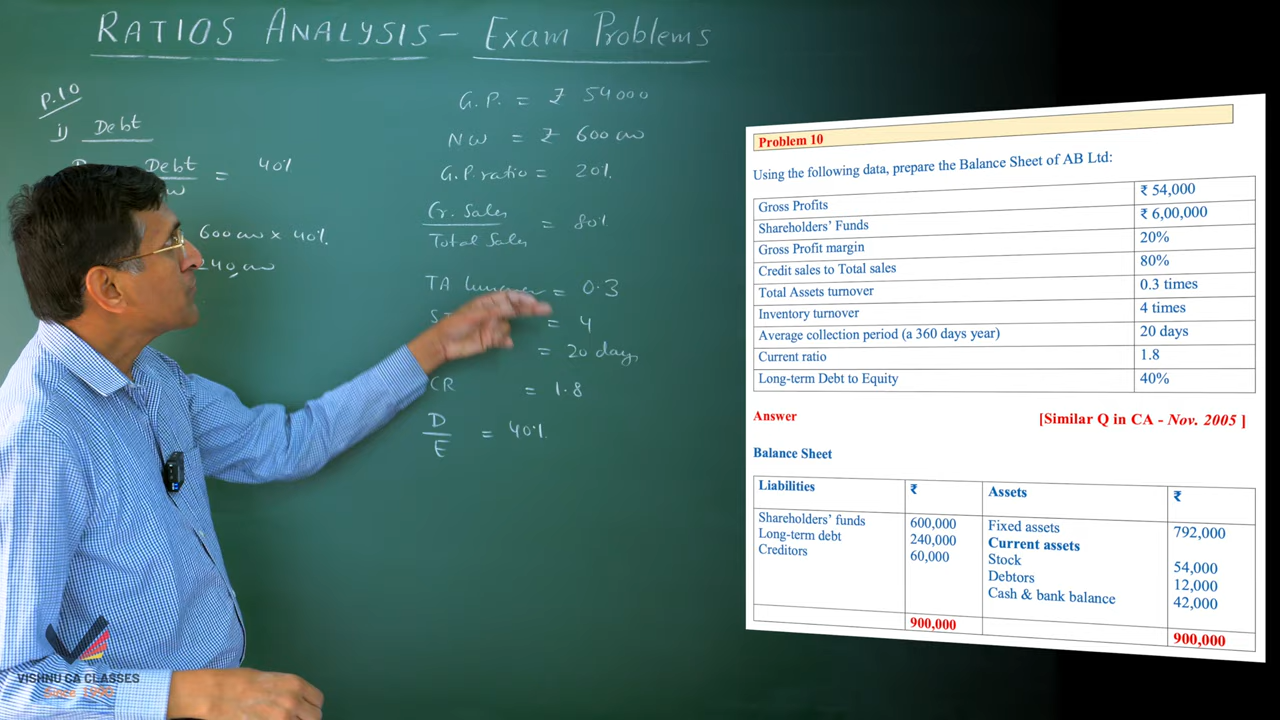 RATIOS ANALYSIS - Exam Problems
P.10
i) Debt
Debt = 40%
600 000 x 40%
40, 000
G.P. = ₹ 54000
NW = ₹ 600 000
G.P ratio = 20%
Cr. Sales
Total Sales = 80%
TA = 0.3
= 4
= 20 days
CR = 1.8
D
E = 40%
Problem 10
Using the following data, prepare the Balance Sheet of AB Ltd:
Gross Profits ₹ 54,000
Shareholders' Funds ₹ 6,00,000
Gross Profit margin 20%
Credit sales to Total sales 80%
Total Assets turnover 0.3 times
Inventory turnover 4 times
Average collection period (a 360 days year) 20 days
Current ratio 1.8
Long-term Debt to Equity 40%
Answer [Similar Q in CA - Nov. 2005 ]
Balance Sheet
Liabilities ₹ Assets ₹
Shareholders' funds 600,000 Fixed assets 792,000
Long-term debt 240,000 Current assets
Creditors 60,000 Stock 54,000
Debtors 12,000
Cash & bank balance 42,000
900,000 900,000
VISHNU CA CLASSES